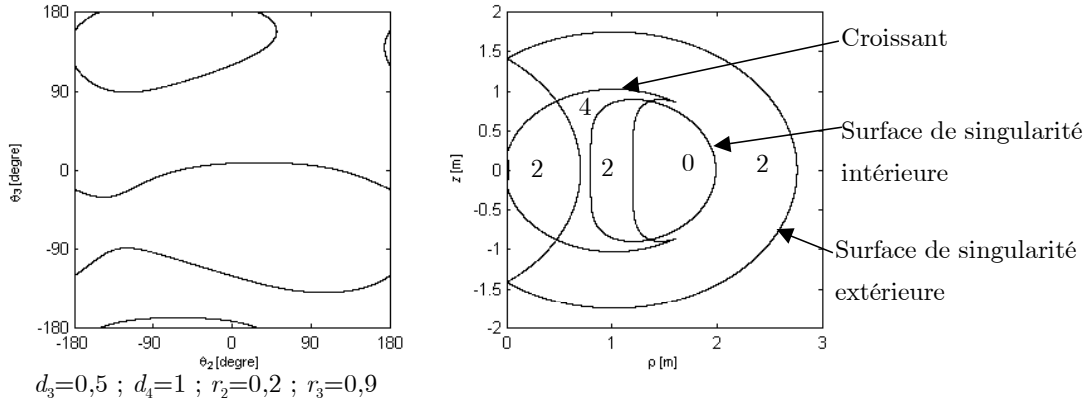 180
90
0
-90
-180
-180
-90
0
90
180
θ₃ [degre]
θ₂ [degre]
d₃=0,5 ; d₄=1 ; r₂=0,2 ; r₃=0,9
2
1.5
1
0.5
0
-0.5
-1
-1.5
-2
0
1
2
3
z [m]
ρ [m]
4
2
2
0
2
Croissant
Surface de singularité
intérieure
Surface de singularité
extérieure